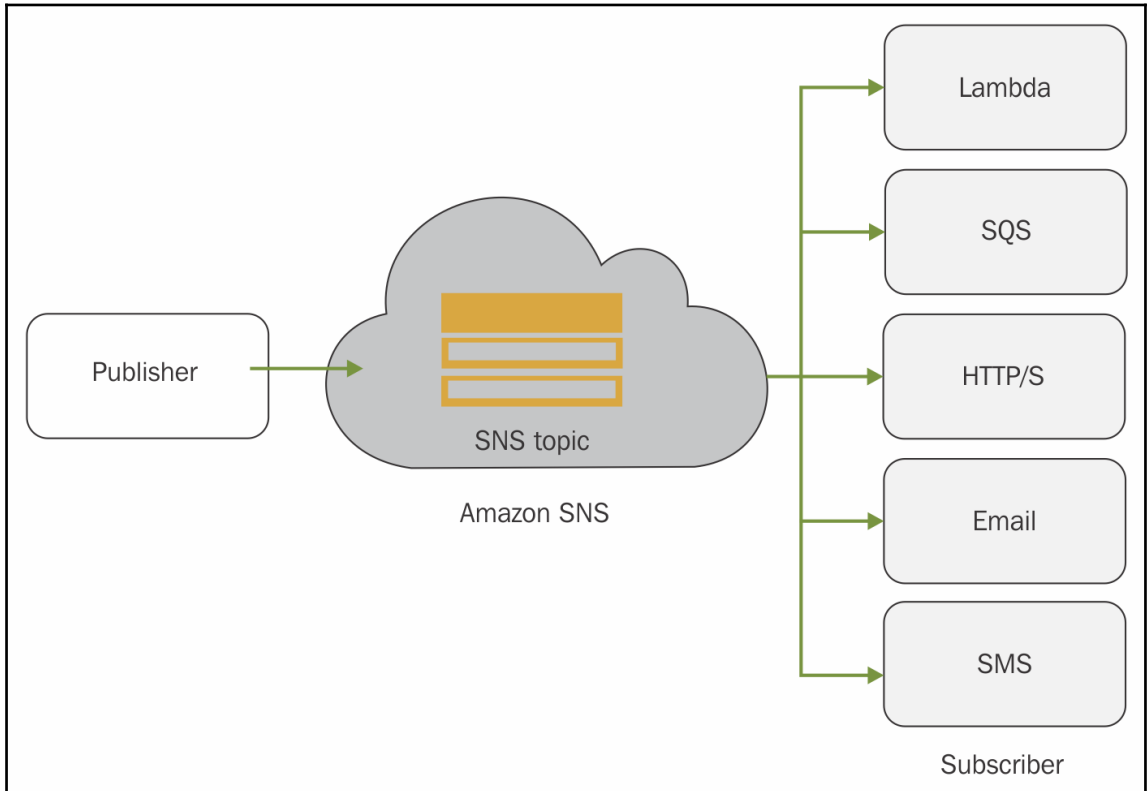 Publisher
SNS topic
Amazon SNS
Lambda
SQS
HTTP/S
Email
SMS
Subscriber